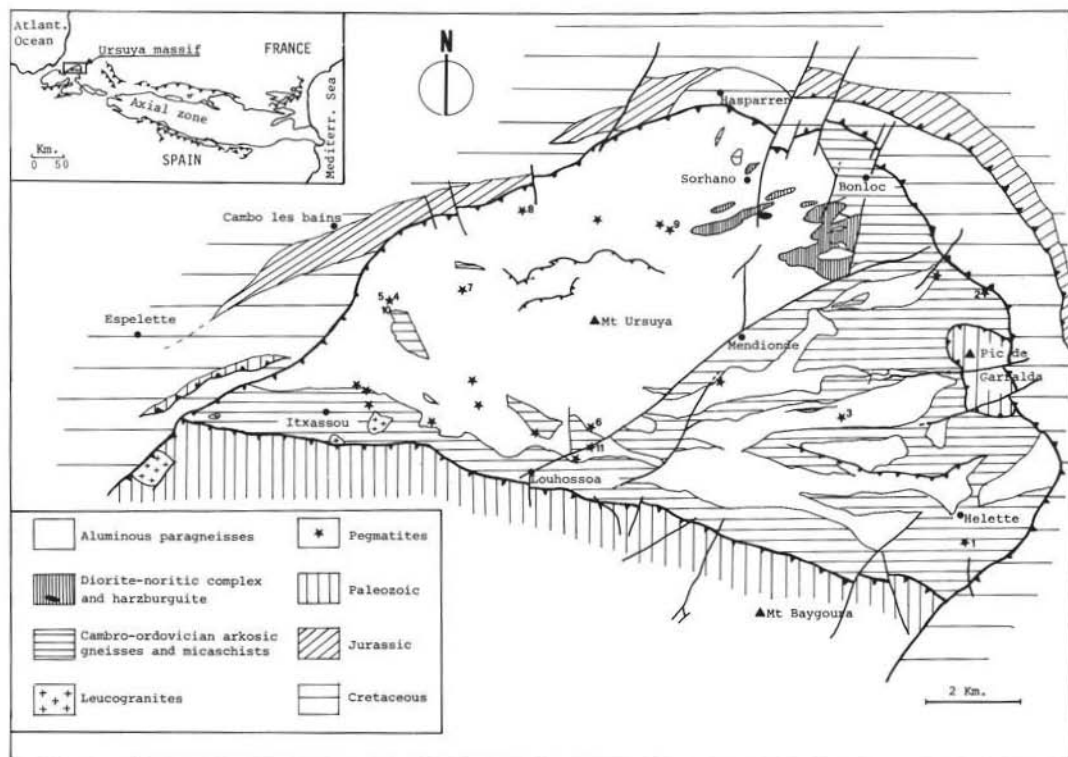 Atlant.
Ocean
Ursuya massif
FRANCE
Axial zone
Km.
0 50
SPAIN
Mediterr. Sea
N
Hasparren
Sorhano
Bonloc
Cambo les bains
8
9
7
5 4
10
2
Espelette
Mt Ursuya
Mendionde
Pic de
Garralda
3
Itxassou
6
11
Louhossoa
Helette
1
Mt Baygoura
2 Km.
Aluminous paragneisses
Pegmatites
Diorite-noritic complex
and harzburguite
Paleozoic
Cambro-ordovician arkosic
gneisses and micaschists
Jurassic
Leucogranites
Cretaceous